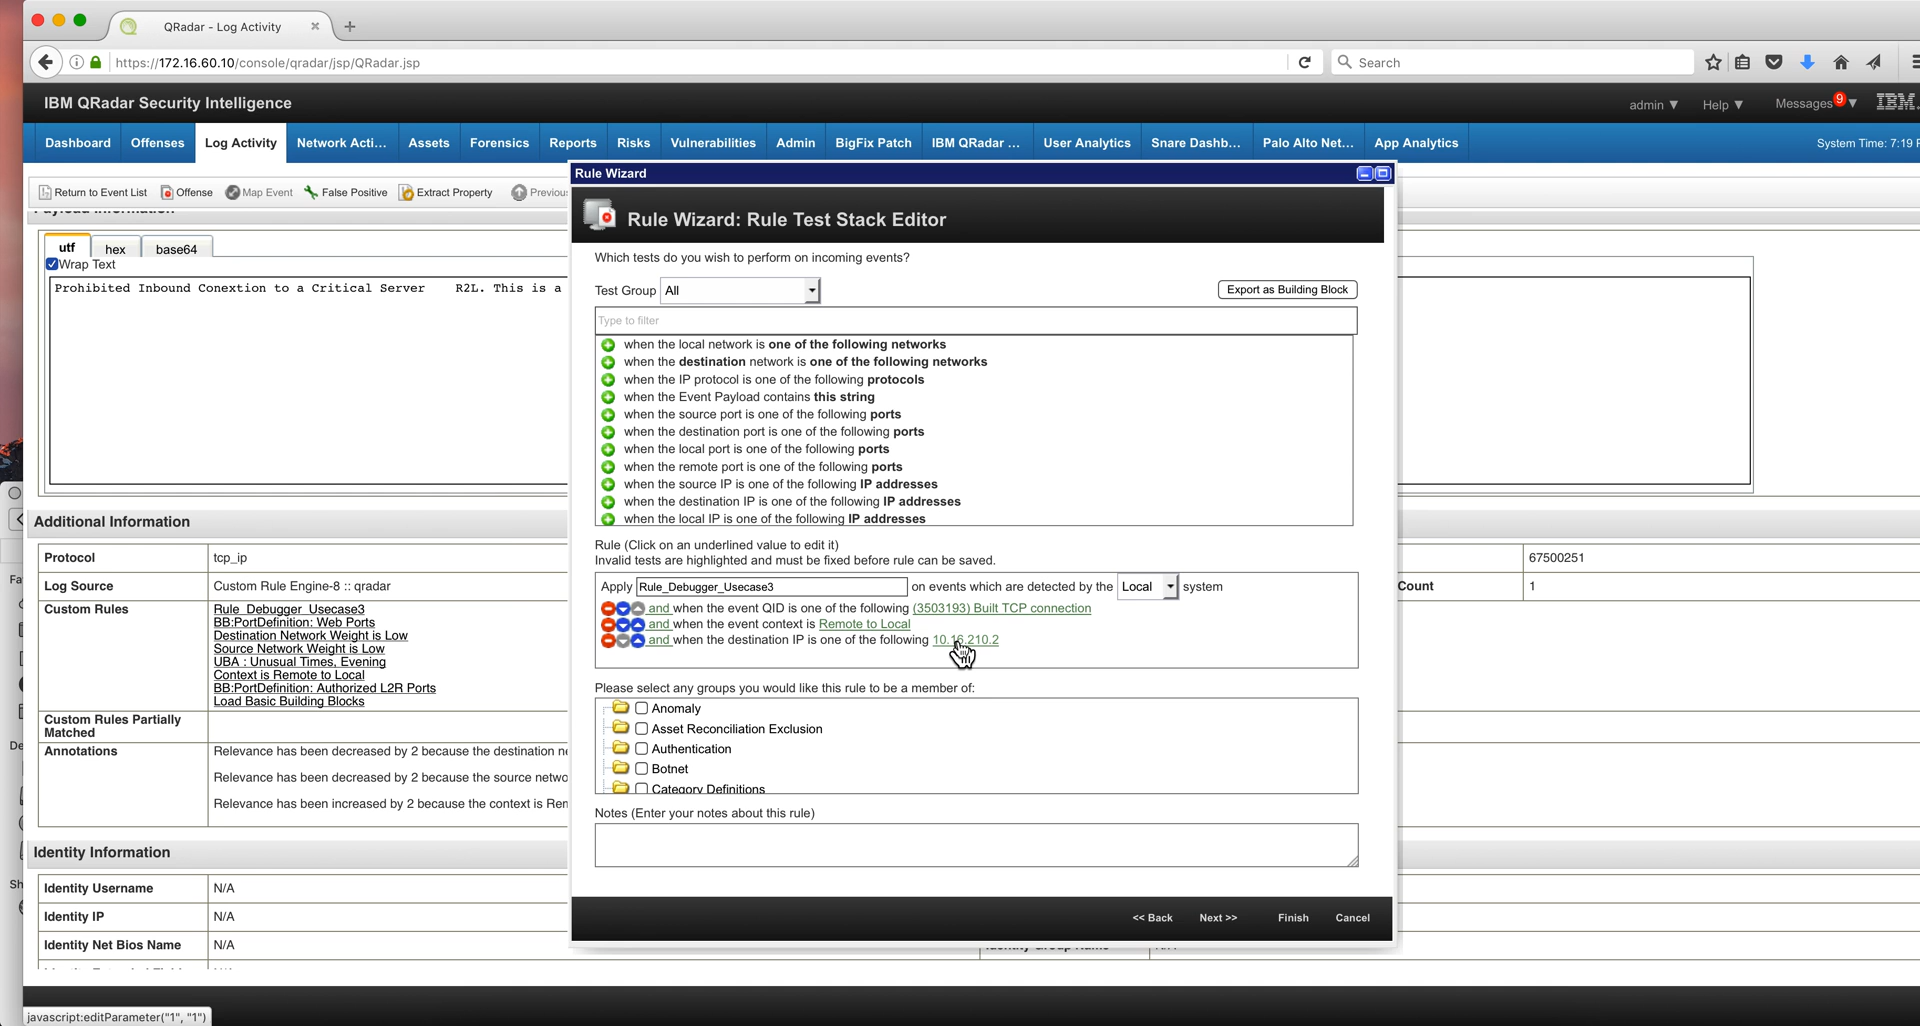 QRadar - Log Activity
https://172.16.60.10/console/qradar/jsp/QRadar.jsp
Search
IBM QRadar Security Intelligence
admin
Help
Messages 9
IBM
Dashboard
Offenses
Log Activity
Network Acti...
Assets
Forensics
Reports
Risks
Vulnerabilities
Admin
BigFix Patch
IBM QRadar ...
User Analytics
Snare Dashb...
Palo Alto Net...
App Analytics
System Time: 7:19
Return to Event List
Offense
Map Event
False Positive
Extract Property
Previou
Payload Information
utf
hex
base64
Wrap Text
Prohibited Inbound Conextion to a Critical Server R2L. This is a
Additional Information
Protocol
tcp_ip
67500251
Log Source
Custom Rule Engine-8 :: qradar
Count
1
Custom Rules
Rule_Debugger_Usecase3
BB:PortDefinition: Web Ports
Destination Network Weight is Low
Source Network Weight is Low
UBA : Unusual Times, Evening
Context is Remote to Local
BB:PortDefinition: Authorized L2R Ports
Load Basic Building Blocks
Custom Rules Partially
Matched
Annotations
Relevance has been decreased by 2 because the destination ne
Relevance has been decreased by 2 because the source netwo
Relevance has been increased by 2 because the context is Rem
Identity Information
Identity Username
N/A
Identity IP
N/A
Identity Net Bios Name
N/A
Rule Wizard
Rule Wizard: Rule Test Stack Editor
Which tests do you wish to perform on incoming events?
Test Group All
Export as Building Block
Type to filter
when the local network is one of the following networks
when the destination network is one of the following networks
when the IP protocol is one of the following protocols
when the Event Payload contains this string
when the source port is one of the following ports
when the destination port is one of the following ports
when the local port is one of the following ports
when the remote port is one of the following ports
when the source IP is one of the following IP addresses
when the destination IP is one of the following IP addresses
when the local IP is one of the following IP addresses
Rule (Click on an underlined value to edit it)
Invalid tests are highlighted and must be fixed before rule can be saved.
Apply Rule_Debugger_Usecase3 on events which are detected by the Local system
and when the event QID is one of the following (3503193) Built TCP connection
and when the event context is Remote to Local
and when the destination IP is one of the following 10.16.210.2
Please select any groups you would like this rule to be a member of:
Anomaly
Asset Reconciliation Exclusion
Authentication
Botnet
Category Definitions
Notes (Enter your notes about this rule)
<< Back
Next >>
Finish
Cancel
javascript:editParameter("1", "1")